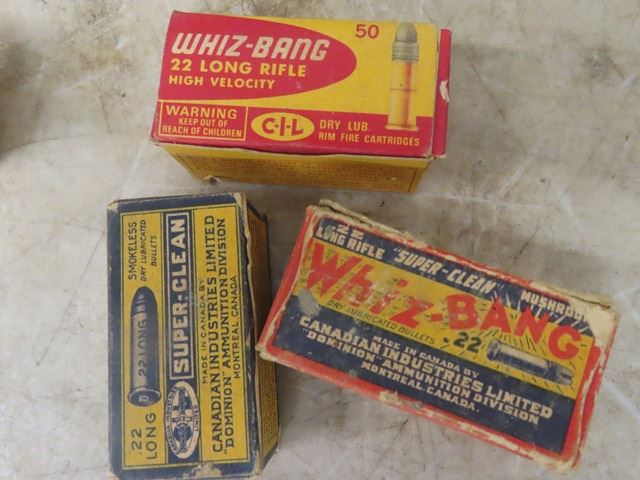 WHIZ-BANG
22 LONG RIFLE
HIGH VELOCITY
50
WARNING
KEEP OUT OF
REACH OF CHILDREN
C-I-L
DRY LUB.
RIM FIRE CARTRIDGES
SMOKELESS
DRY LUBRICATED
BULLETS
22 LONG
.22
LONG
SUPER-CLEAN
MADE IN CANADA BY
CANADIAN INDUSTRIES LIMITED
"DOMINION" AMMUNITION DIVISION
MONTREAL CANADA
.22
LONG RIFLE
"SUPER-CLEAN"
MUSHROOM
WHIZ-BANG
DRY LUBRICATED BULLETS
.22
MADE IN CANADA BY
CANADIAN INDUSTRIES LIMITED
"DOMINION" AMMUNITION DIVISION
MONTREAL, CANADA.